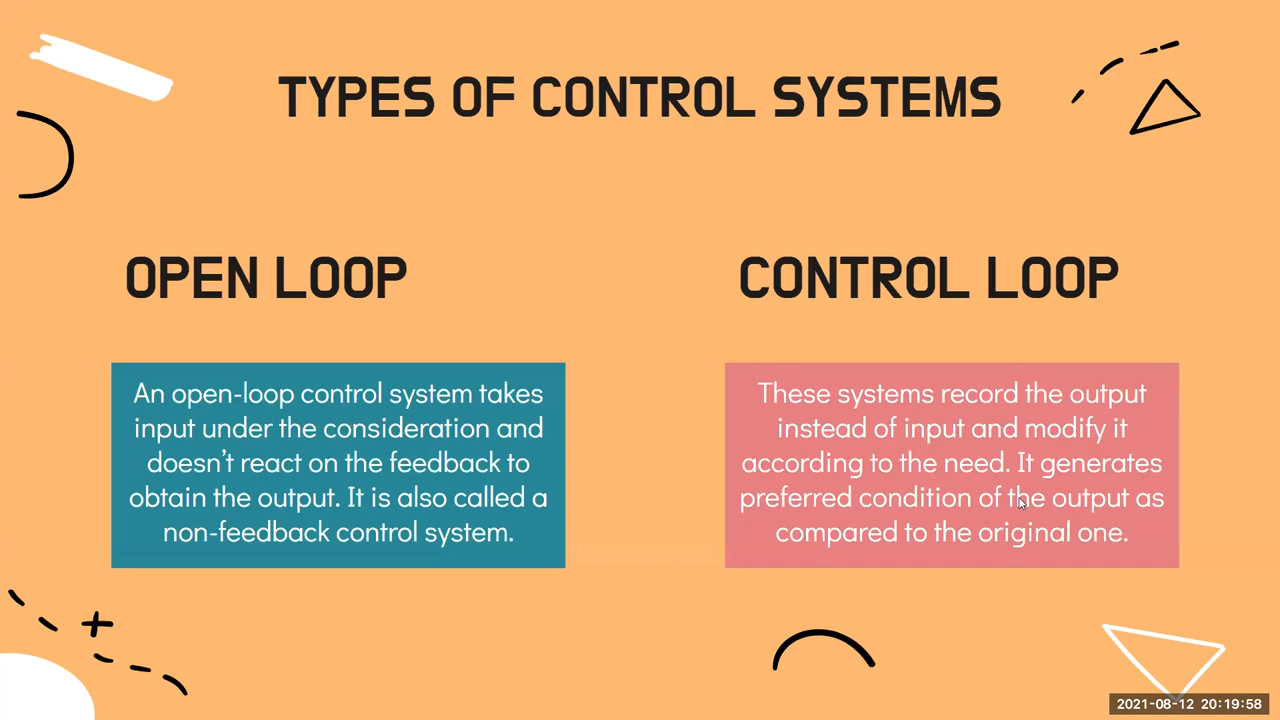 TYPES OF CONTROL SYSTEMS
OPEN LOOP
An open-loop control system takes
input under the consideration and
doesn't react on the feedback to
obtain the output. It is also called a
non-feedback control system.
CONTROL LOOP
These systems record the output
instead of input and modify it
according to the need. It generates
preferred condition of the output as
compared to the original one.
2021-08-12 20:19:58